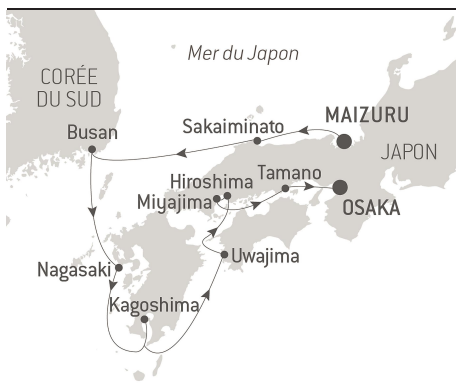 Mer du Japon
CORÉE
DU SUD
Busan
Sakaiminato
MAIZURU
JAPON
Hiroshima
Tamano
Miyajima
OSAKA
Uwajima
Nagasaki
Kagoshima